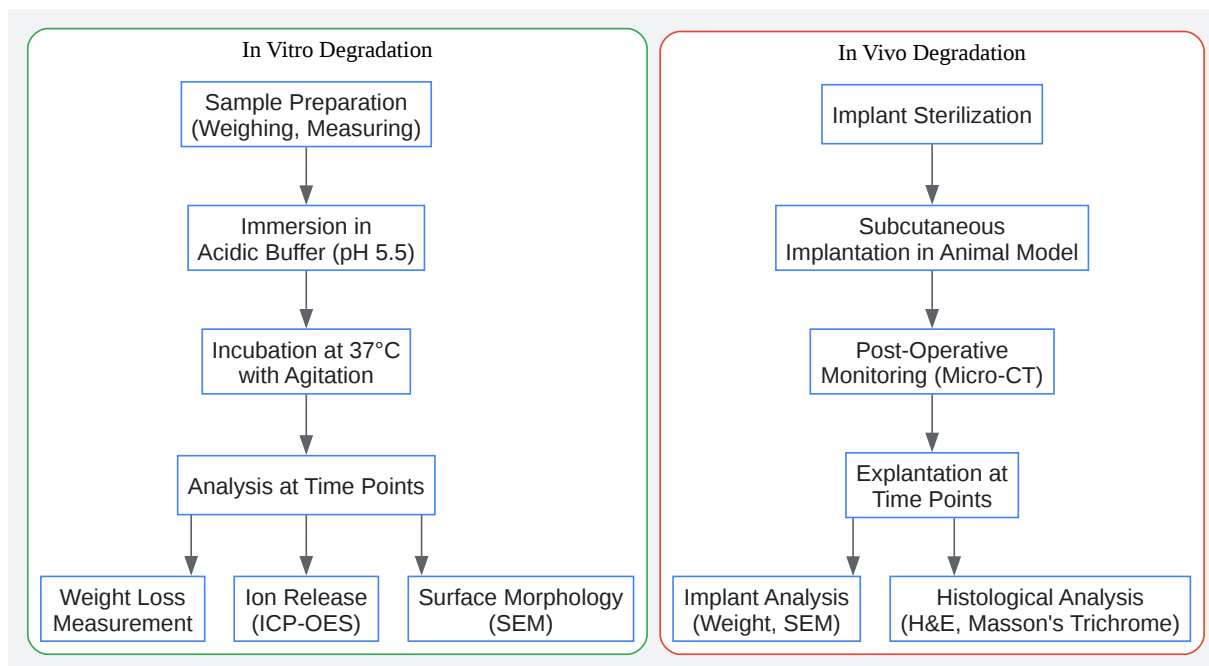 In Vitro Degradation
Sample Preparation
(Weighing, Measuring)
Immersion in
Acidic Buffer (pH 5.5)
Incubation at 37°C
with Agitation
Analysis at Time Points
Weight Loss
Measurement
Ion Release
(ICP-OES)
Surface Morphology
(SEM)
In Vivo Degradation
Implant Sterilization
Subcutaneous
Implantation in Animal Model
Post-Operative
Monitoring (Micro-CT)
Explantation at
Time Points
Implant Analysis
(Weight, SEM)
Histological Analysis
(H&E, Masson's Trichrome)